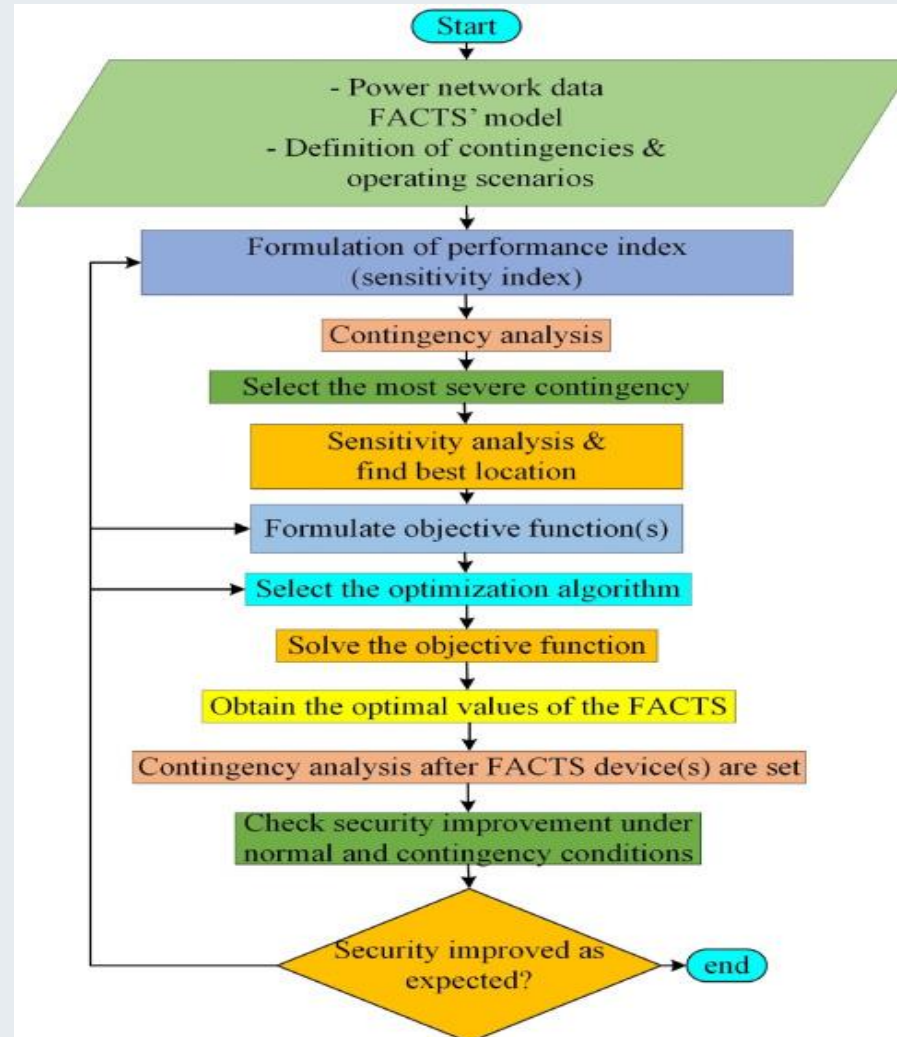 Start
- Power network data
FACTS' model
- Definition of contingencies &
operating scenarios
Formulation of performance index
(sensitivity index)
Contingency analysis
Select the most severe contingency
Sensitivity analysis &
find best location
Formulate objective function(s)
Select the optimization algorithm
Solve the objective function
Obtain the optimal values of the FACTS
Contingency analysis after FACTS device(s) are set
Check security improvement under
normal and contingency conditions
Security improved as
expected?
end